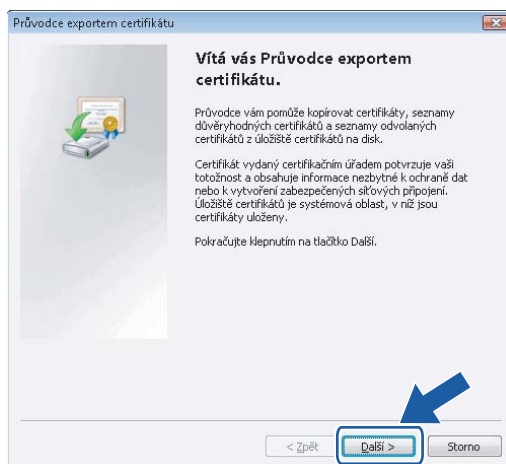 Průvodce exportem certifikátu
Vítá vás Průvodce exportem
certifikátu.
Průvodce vám pomůže kopírovat certifikáty, seznamy
důvěryhodných certifikátů a seznamy odvolaných
certifikátů z úložiště certifikátů na disk.
Certifikát vydaný certifikačním úřadem potvrzuje vaši
totožnost a obsahuje informace nezbytné k ochraně dat
nebo k vytvoření zabezpečených síťových připojení.
Úložiště certifikátů je systémová oblast, v níž jsou
certifikáty uloženy.
Pokračujte klepnutím na tlačítko Další.
< Zpět Další > Storno